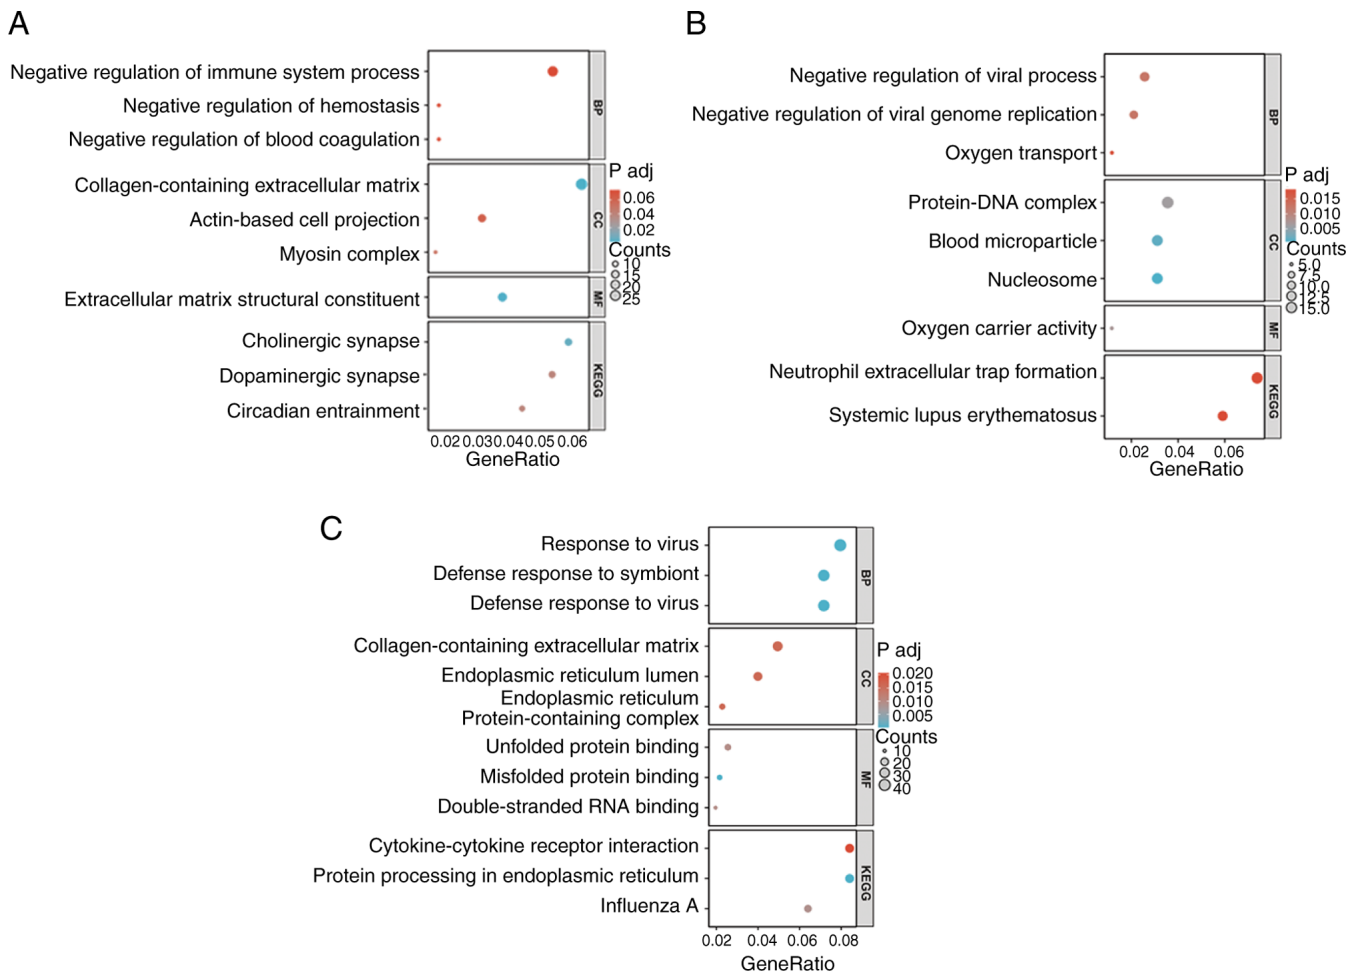 A
Negative regulation of immune system process
Negative regulation of hemostasis
Negative regulation of blood coagulation
BP
Collagen-containing extracellular matrix
Actin-based cell projection
Myosin complex
CC
Extracellular matrix structural constituent
MF
Cholinergic synapse
Dopaminergic synapse
Circadian entrainment
KEGG
0.02 0.03 0.04 0.05 0.06
GeneRatio
P adj
0.06
0.04
0.02
Counts
10
15
20
25
B
Negative regulation of viral process
Negative regulation of viral genome replication
Oxygen transport
BP
Protein-DNA complex
Blood microparticle
Nucleosome
CC
Oxygen carrier activity
MF
Neutrophil extracellular trap formation
Systemic lupus erythematosus
KEGG
0.02 0.04 0.06
GeneRatio
P adj
0.015
0.010
0.005
Counts
5.0
7.5
10.0
12.5
15.0
C
Response to virus
Defense response to symbiont
Defense response to virus
BP
Collagen-containing extracellular matrix
Endoplasmic reticulum lumen
Endoplasmic reticulum
Protein-containing complex
CC
Unfolded protein binding
Misfolded protein binding
Double-stranded RNA binding
MF
Cytokine-cytokine receptor interaction
Protein processing in endoplasmic reticulum
Influenza A
KEGG
0.02 0.04 0.06 0.08
GeneRatio
P adj
0.020
0.015
0.010
0.005
Counts
10
20
30
40